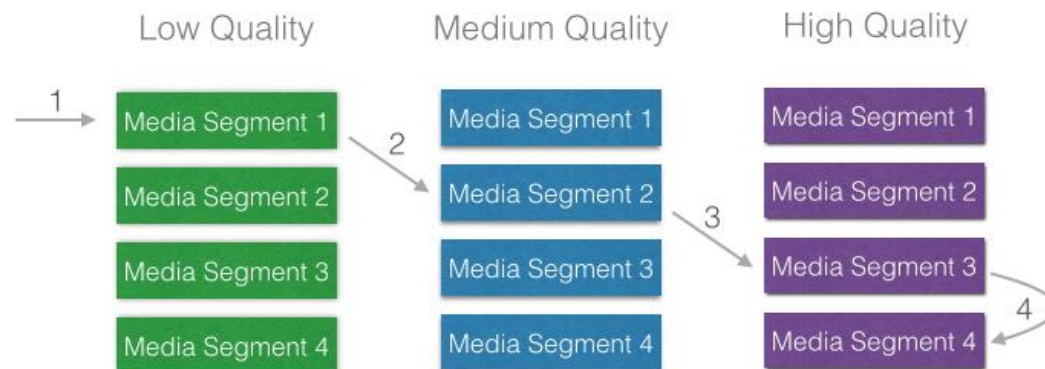 Low Quality Medium Quality High Quality
1
Media Segment 1 Media Segment 1 Media Segment 1
2
Media Segment 2 Media Segment 2 Media Segment 2
3
Media Segment 3 Media Segment 3 Media Segment 3
4
Media Segment 4 Media Segment 4 Media Segment 4